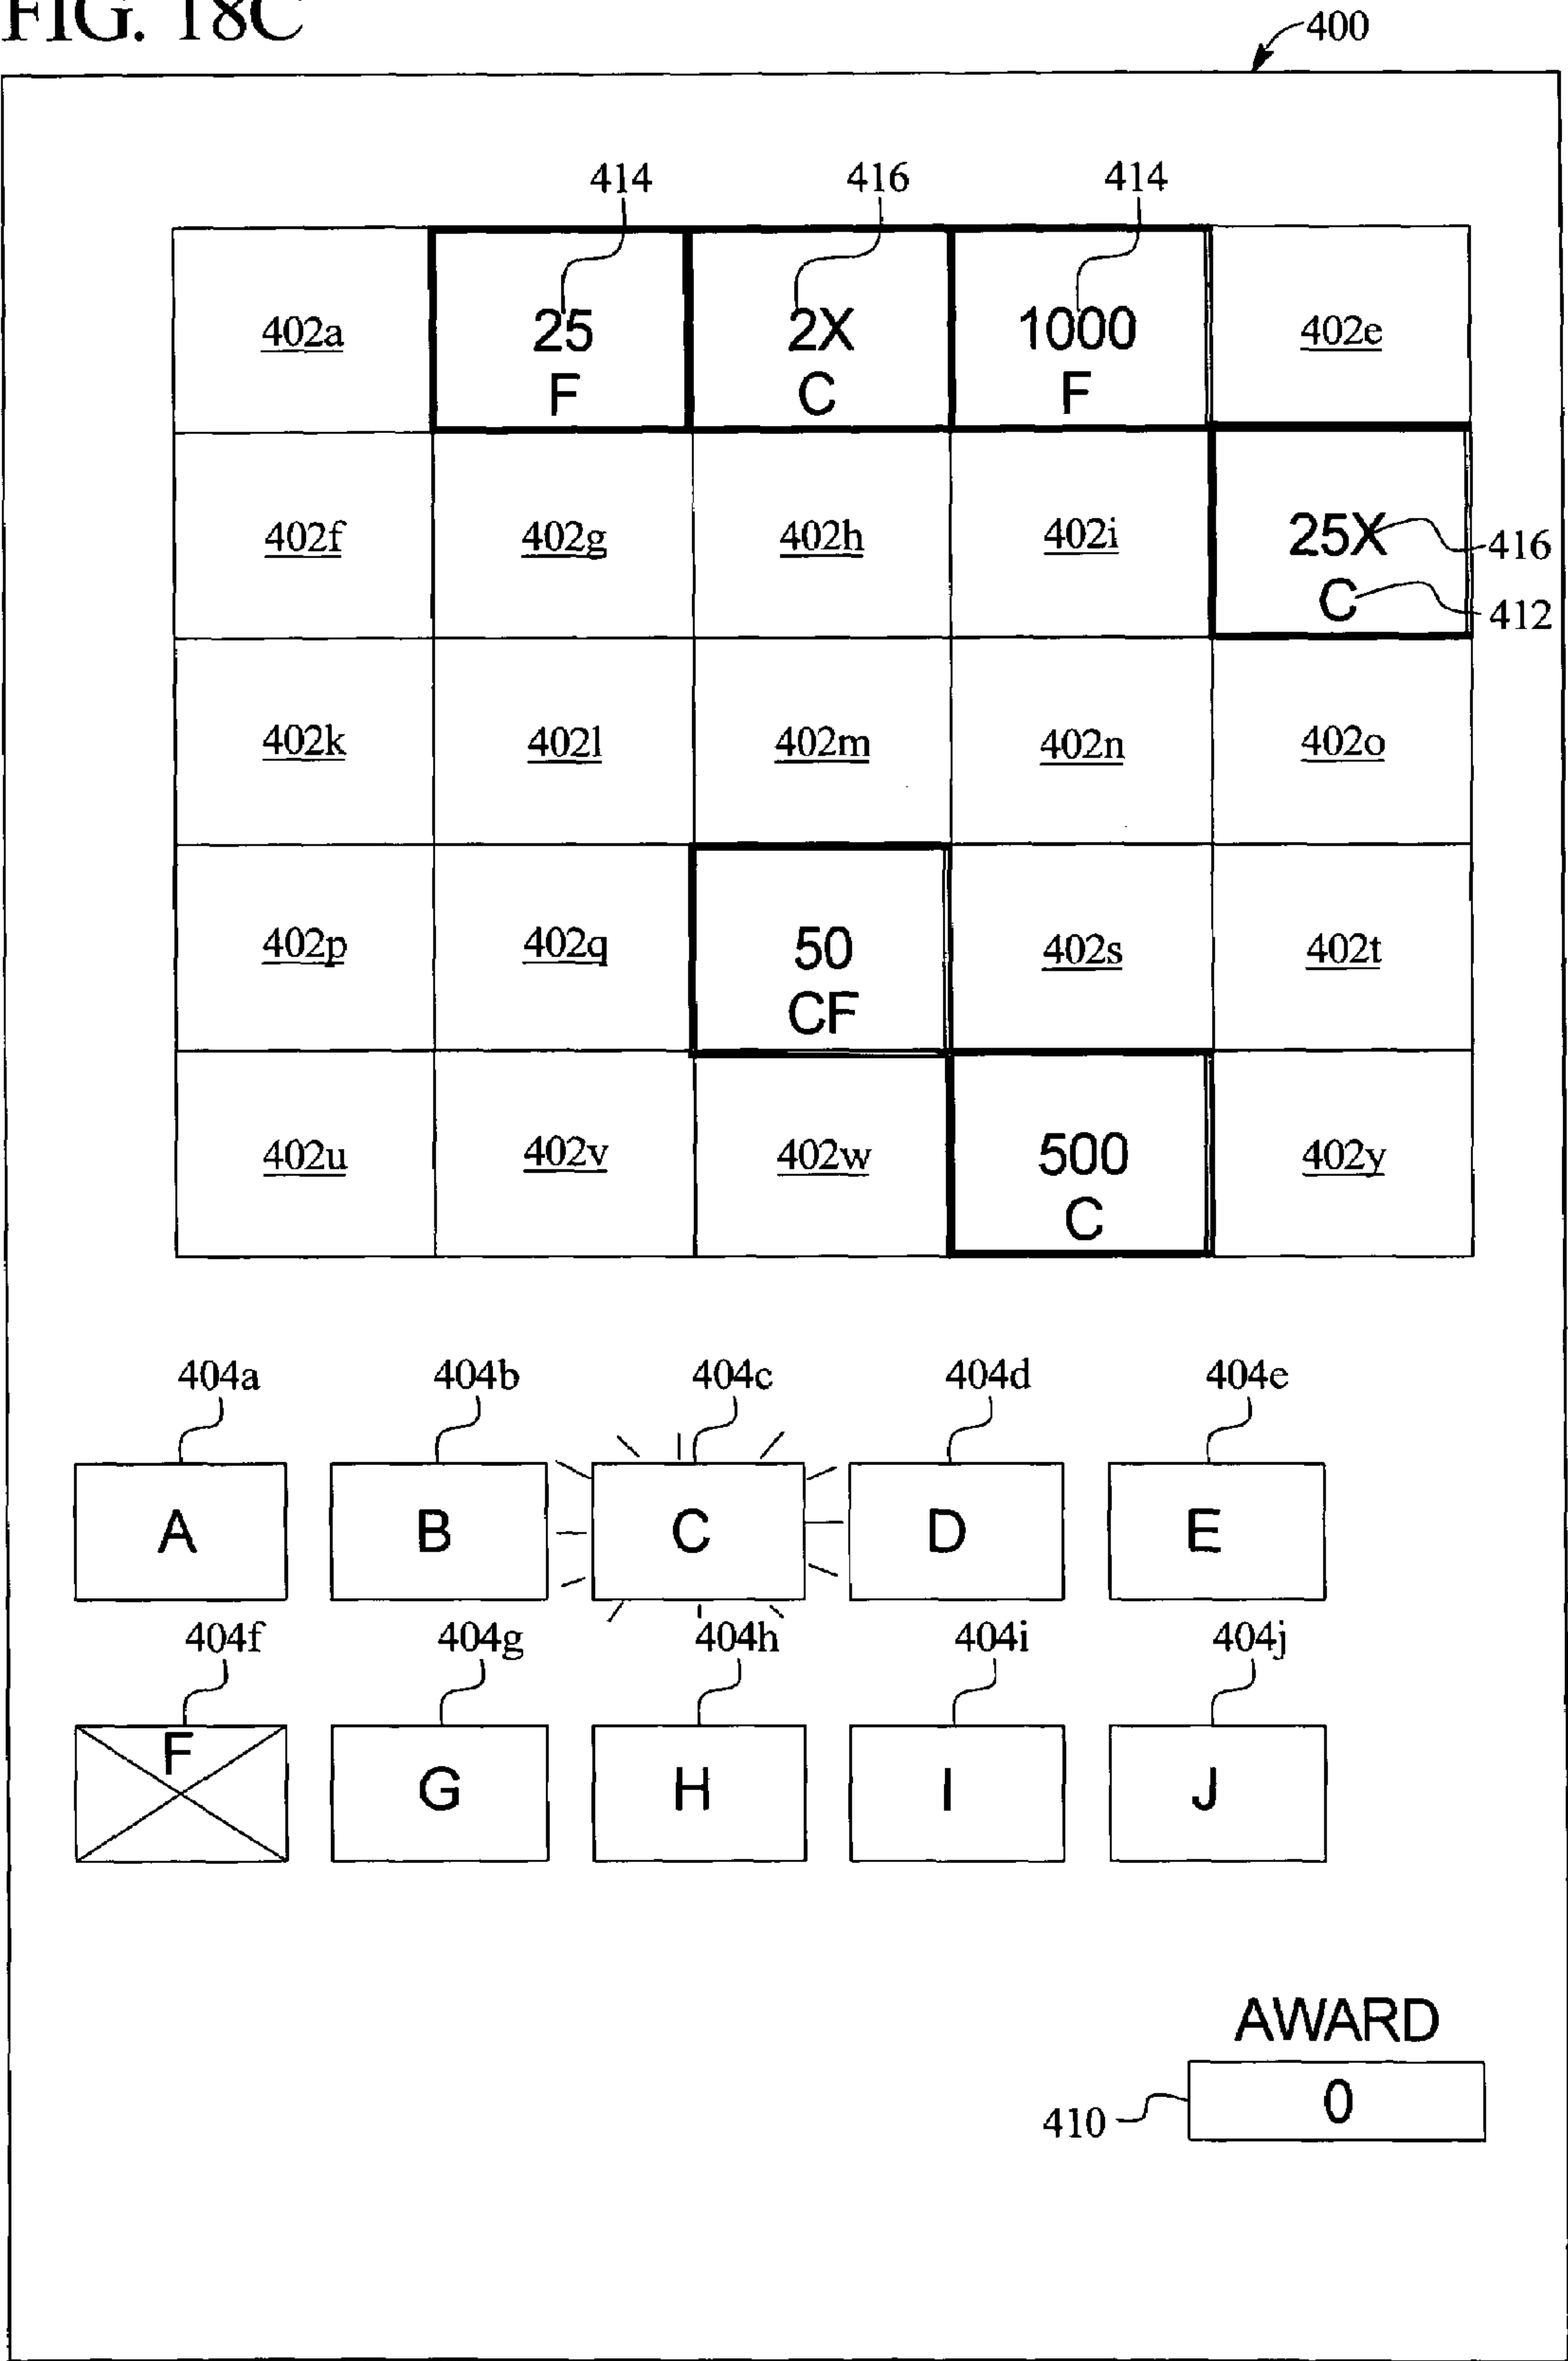 FIG. 18C
400
414 416 414
402a 25 2X 1000 402e
F C F
402f 402g 402h 402i 25X 416
C 412
402k 402l 402m 402n 402o
402p 402q 50 402s 402t
CF
402u 402v 402w 500 402y
C
404a 404b 404c 404d 404e
A B C D E
404f 404g 404h 404i 404j
F G H I J
AWARD
410 0